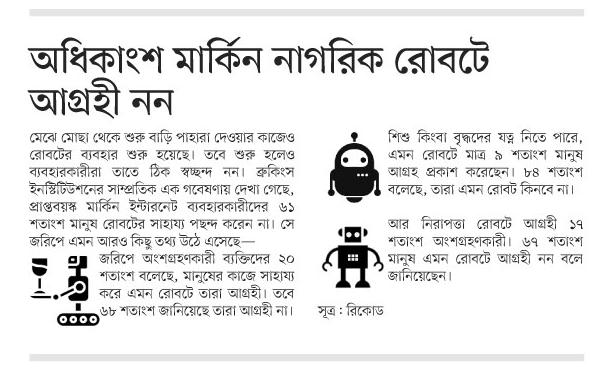 অধিকাংশ মার্কিন নাগরিক রোবটে
আগ্রহী নন
মেঝে মোছা থেকে শুরু বাড়ি পাহারা দেওয়ার কাজেও
রোবটের ব্যবহার শুরু হয়েছে। তবে শুরু হলেও
ব্যবহারকারীরা তাতে ঠিক স্বচ্ছন্দ নন। ব্রুকিংস
ইনস্টিটিউশনের সাম্প্রতিক এক গবেষণায় দেখা গেছে,
প্রাপ্তবয়স্ক মার্কিন ইন্টারনেট ব্যবহারকারীদের ৬১
শতাংশ মানুষ রোবটের সাহায্য পছন্দ করেন না। সে
জরিপে এমন আরও কিছু তথ্য উঠে এসেছে—
জরিপে অংশগ্রহণকারী ব্যক্তিদের ২০
শতাংশ বলেছে, মানুষের কাজে সাহায্য
করে এমন রোবটে তারা আগ্রহী। তবে
৬৮ শতাংশ জানিয়েছে তারা আগ্রহী না।
শিশু কিংবা বৃদ্ধদের যত্ন নিতে পারে,
এমন রোবটে মাত্র ৯ শতাংশ মানুষ
আগ্রহ প্রকাশ করেছেন। ৮৪ শতাংশ
বলেছে, তারা এমন রোবট কিনবে না।
আর নিরাপত্তা রোবটে আগ্রহী ১৭
শতাংশ অংশগ্রহণকারী। ৬৭ শতাংশ
মানুষ এমন রোবটে আগ্রহী নন বলে
জানিয়েছেন।
সূত্র : রিকোড